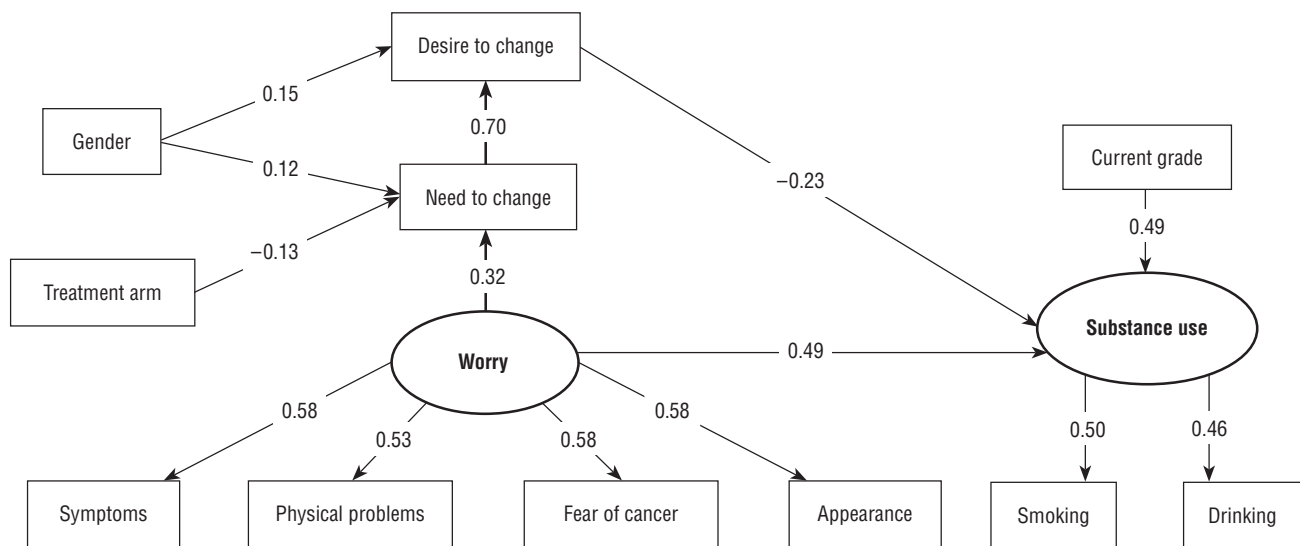 Desire to change
0.15
Gender
0.70
Current grade
0.12
−0.23
Need to change
0.49
−0.13
Treatment arm
0.32
Substance use
0.49
Worry
0.58
0.53
0.58
0.58
0.50
0.46
Symptoms
Physical problems
Fear of cancer
Appearance
Smoking
Drinking